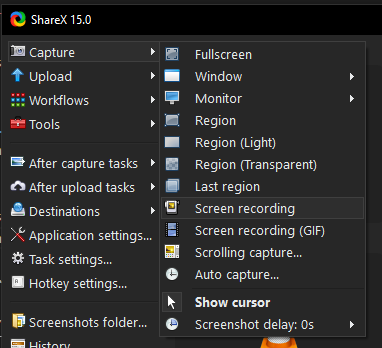 ShareX 15.0
Capture
Upload
Workflows
Tools
After capture tasks
After upload tasks
Destinations
Application settings...
Task settings...
Hotkey settings...
Screenshots folder...
History
Fullscreen
Window
Monitor
Region
Region (Light)
Region (Transparent)
Last region
Screen recording
Screen recording (GIF)
Scrolling capture...
Auto capture...
Show cursor
Screenshot delay: 0s